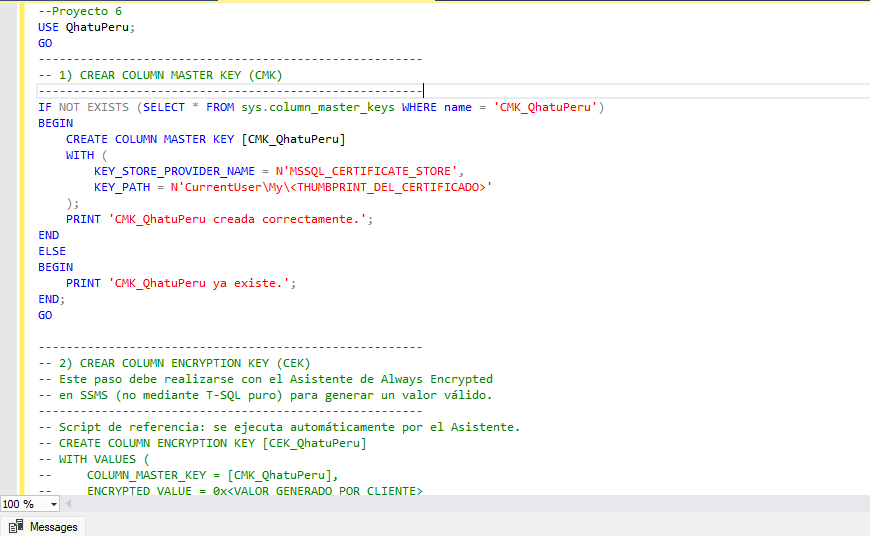 --Proyecto 6
USE QhatuPeru;
GO
-------------------------------------------------------
-- 1) CREAR COLUMN MASTER KEY (CMK)
-------------------------------------------------------
IF NOT EXISTS (SELECT * FROM sys.column_master_keys WHERE name = 'CMK_QhatuPeru')
BEGIN
    CREATE COLUMN MASTER KEY [CMK_QhatuPeru]
    WITH (
        KEY_STORE_PROVIDER_NAME = N'MSSQL_CERTIFICATE_STORE',
        KEY_PATH = N'CurrentUser\My\<THUMBPRINT_DEL_CERTIFICADO>'
    );
    PRINT 'CMK_QhatuPeru creada correctamente.';
END
ELSE
BEGIN
    PRINT 'CMK_QhatuPeru ya existe.';
END;
GO
-------------------------------------------------------
-- 2) CREAR COLUMN ENCRYPTION KEY (CEK)
-- Este paso debe realizarse con el Asistente de Always Encrypted
-- en SSMS (no mediante T-SQL puro) para generar un valor válido.
-------------------------------------------------------
-- Script de referencia: se ejecuta automáticamente por el Asistente.
-- CREATE COLUMN ENCRYPTION KEY [CEK_QhatuPeru]
-- WITH VALUES (
--     COLUMN_MASTER_KEY = [CMK_QhatuPeru],
--     ENCRYPTED_VALUE = 0x<VALOR_GENERADO_POR_CLIENTE>
100 %
Messages